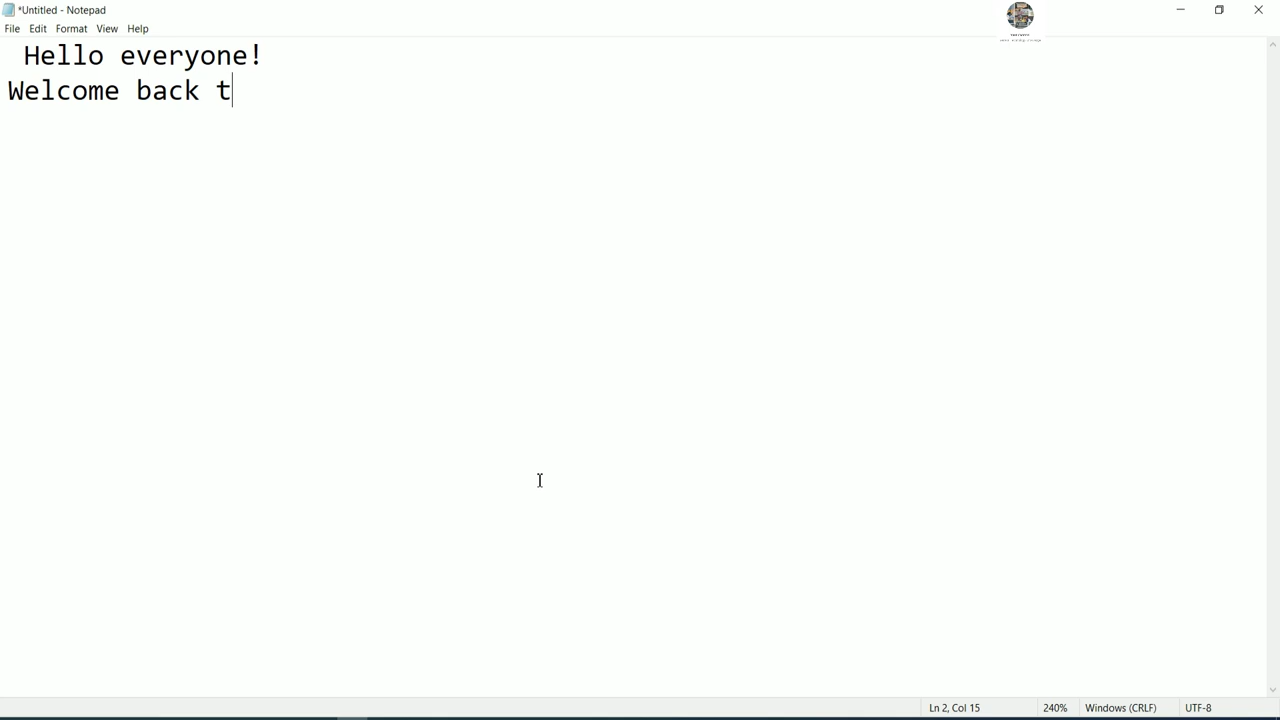 *Untitled - Notepad
File Edit Format View Help
Hello everyone!
Welcome back t
Ln 2, Col 15 240% Windows (CRLF) UTF-8